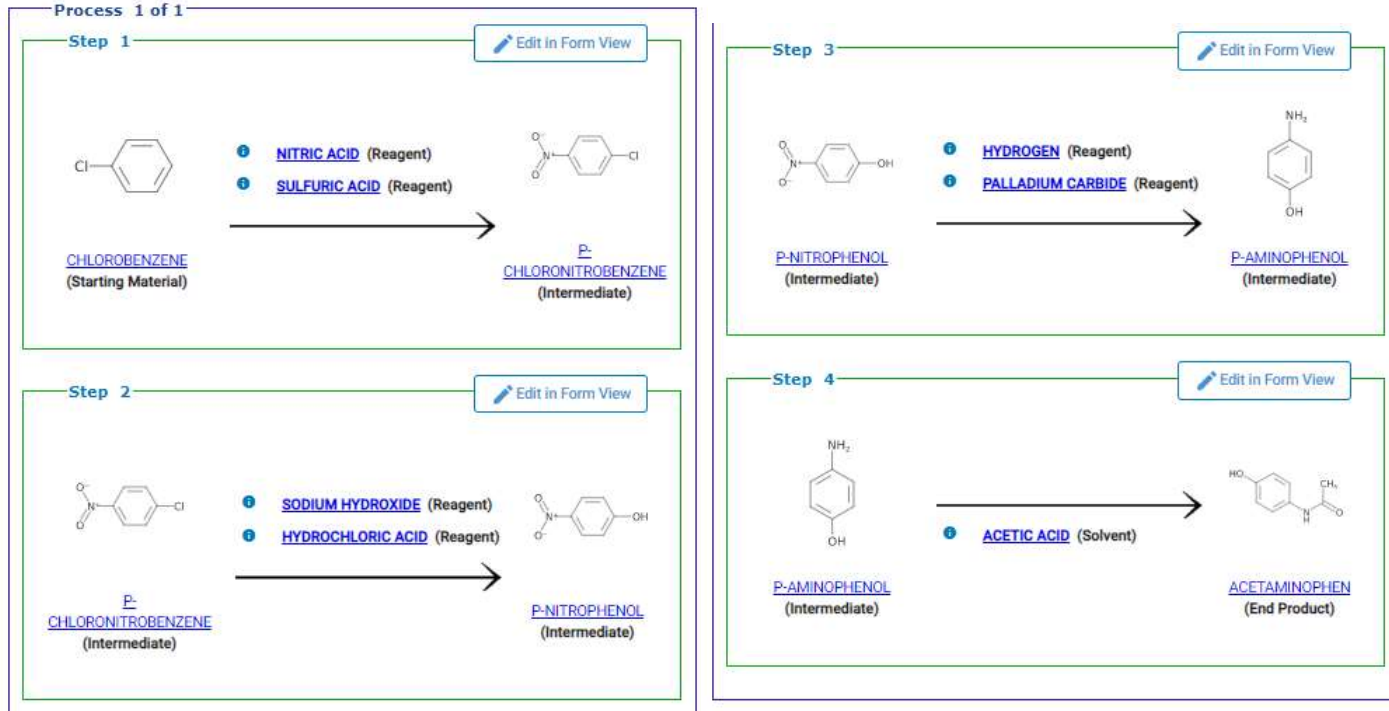 Process 1 of 1
Step 1
Edit in Form View
Cl
NITRIC ACID (Reagent)
SULFURIC ACID (Reagent)
O⁻
N⁺
O
Cl
CHLOROBENZENE
(Starting Material)
P-
CHLORONITROBENZENE
(Intermediate)
Step 2
Edit in Form View
O⁻
N⁺
O
Cl
SODIUM HYDROXIDE (Reagent)
HYDROCHLORIC ACID (Reagent)
O
N⁺
O⁻
OH
P-
CHLORONITROBENZENE
(Intermediate)
P-NITROPHENOL
(Intermediate)
Step 3
Edit in Form View
O
N⁺
O⁻
OH
HYDROGEN (Reagent)
PALLADIUM CARBIDE (Reagent)
NH₂
OH
P-NITROPHENOL
(Intermediate)
P-AMINOPHENOL
(Intermediate)
Step 4
Edit in Form View
NH₂
OH
ACETIC ACID (Solvent)
HO
CH₃
N
H
O
P-AMINOPHENOL
(Intermediate)
ACETAMINOPHEN
(End Product)